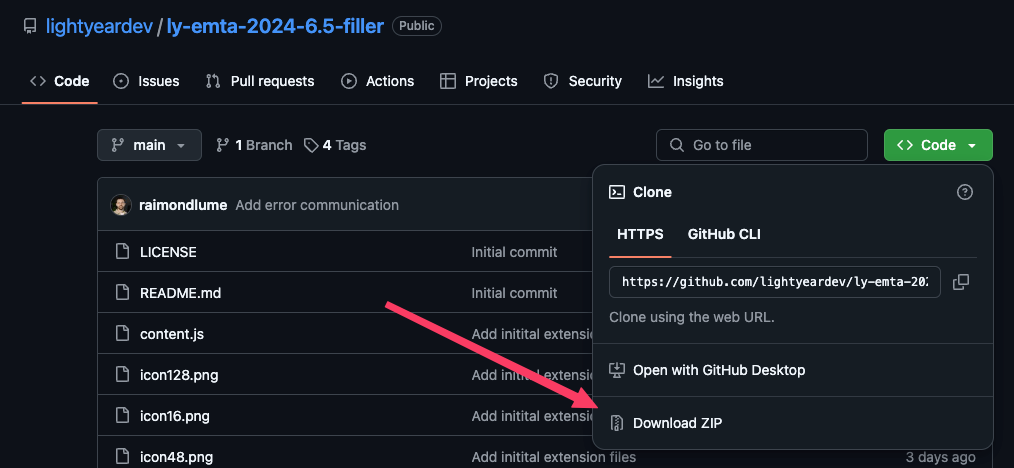 lightyeardev / ly-emta-2024-6.5-filler Public
Code Issues Pull requests Actions Projects Security Insights
main 1 Branch 4 Tags Go to file Code
Clone
raimondlume Add error communication
HTTPS GitHub CLI
LICENSE Initial commit
https://github.com/lightyeardev/ly-emta-202
README.md Initial commit
Clone using the web URL.
content.js Add initital extensio
Open with GitHub Desktop
icon128.png Add initital extensio
icon16.png Add initital extensio
Download ZIP
icon48.png Add initital extension files 3 days ago